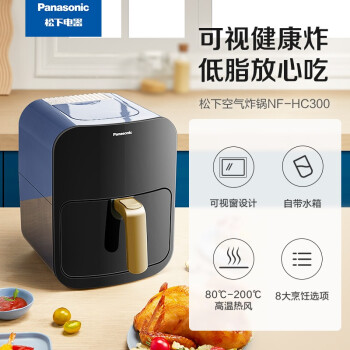 Panasonic
松下电器
可视健康炸
低脂放心吃
松下空气炸锅NF-HC300
Panasonic
可视窗设计
自带水箱
80℃-200℃
高温热风
8大烹饪选项